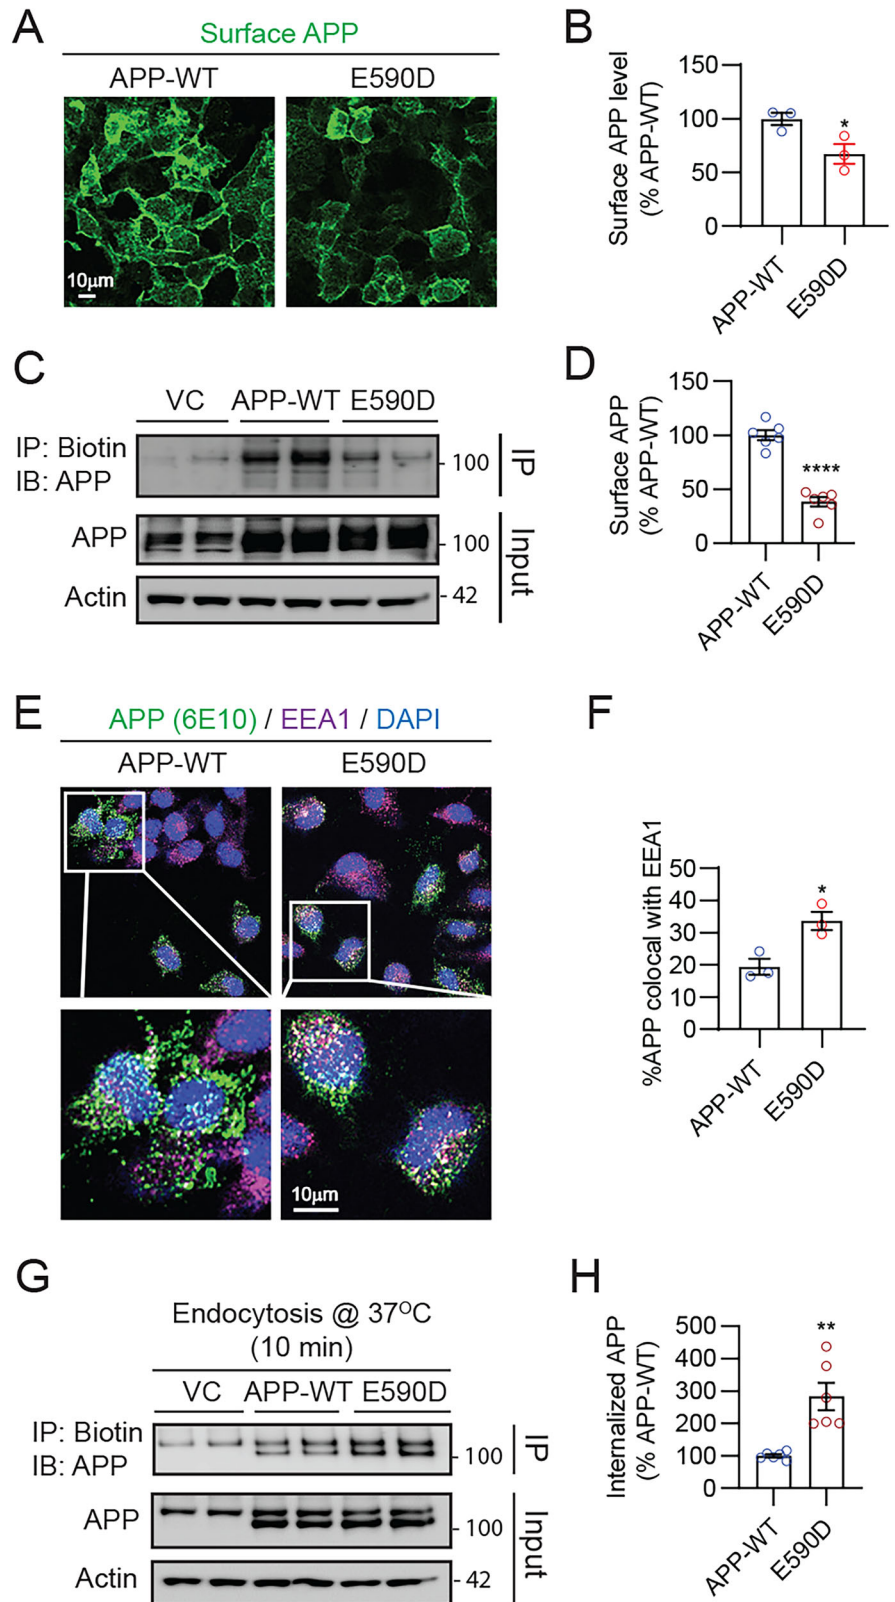 A
Surface APP
APP-WT E590D
10μm
B
Surface APP level
(% APP-WT)
150
100
50
0
*
APP-WT
E590D
C
VC APP-WT E590D
IP: Biotin
IB: APP
- 100
IP
APP
- 100
Actin
- 42
Input
D
Surface APP
(% APP-WT)
150
100
50
0
****
APP-WT
E590D
E
APP (6E10) / EEA1 / DAPI
APP-WT E590D
10μm
F
%APP colocal with EEA1
50
40
30
20
10
0
*
APP-WT
E590D
G
Endocytosis @ 37⁰C
(10 min)
VC APP-WT E590D
IP: Biotin
IB: APP
- 100
IP
APP
- 100
Actin
- 42
Input
H
Internalized APP
(% APP-WT)
500
400
300
200
100
0
**
APP-WT
E590D